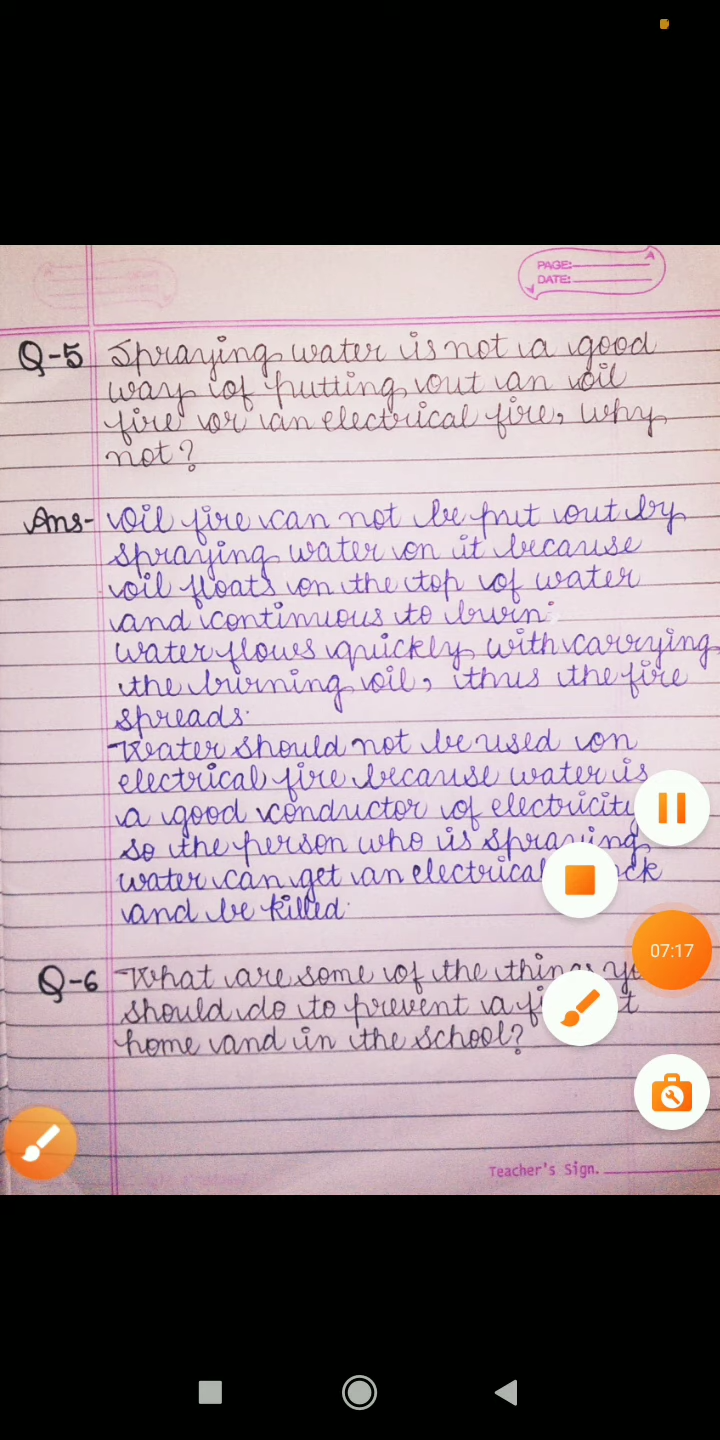 PAGE:
DATE:
Q-5 Spraying water is not a good
way of putting out an oil
fire or an electrical fire, why
not?
Ans- oil fire can not be put out by
spraying water on it because
oil floats on the top of water
and continuous to burn.
water flows quickly with carrying
the burning oil, thus the fire
spreads.
Water should not be used on
electrical fire because water is
a good conductor of electricity
so the person who is spraying
water can get an electrical
and be killed.
07:17
Q-6 What are some of the things
should do to prevent a
home and in the school?
Teacher's Sign.